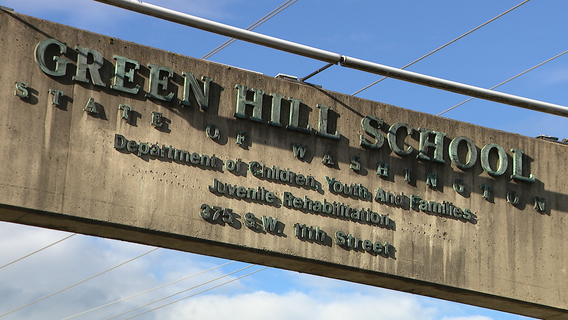 GREEN HILL SCHOOL
STATE OF WASHINGTON
Department of Children, Youth And Families
Juvenile Rehabilitation
375 S.W. 11th Street